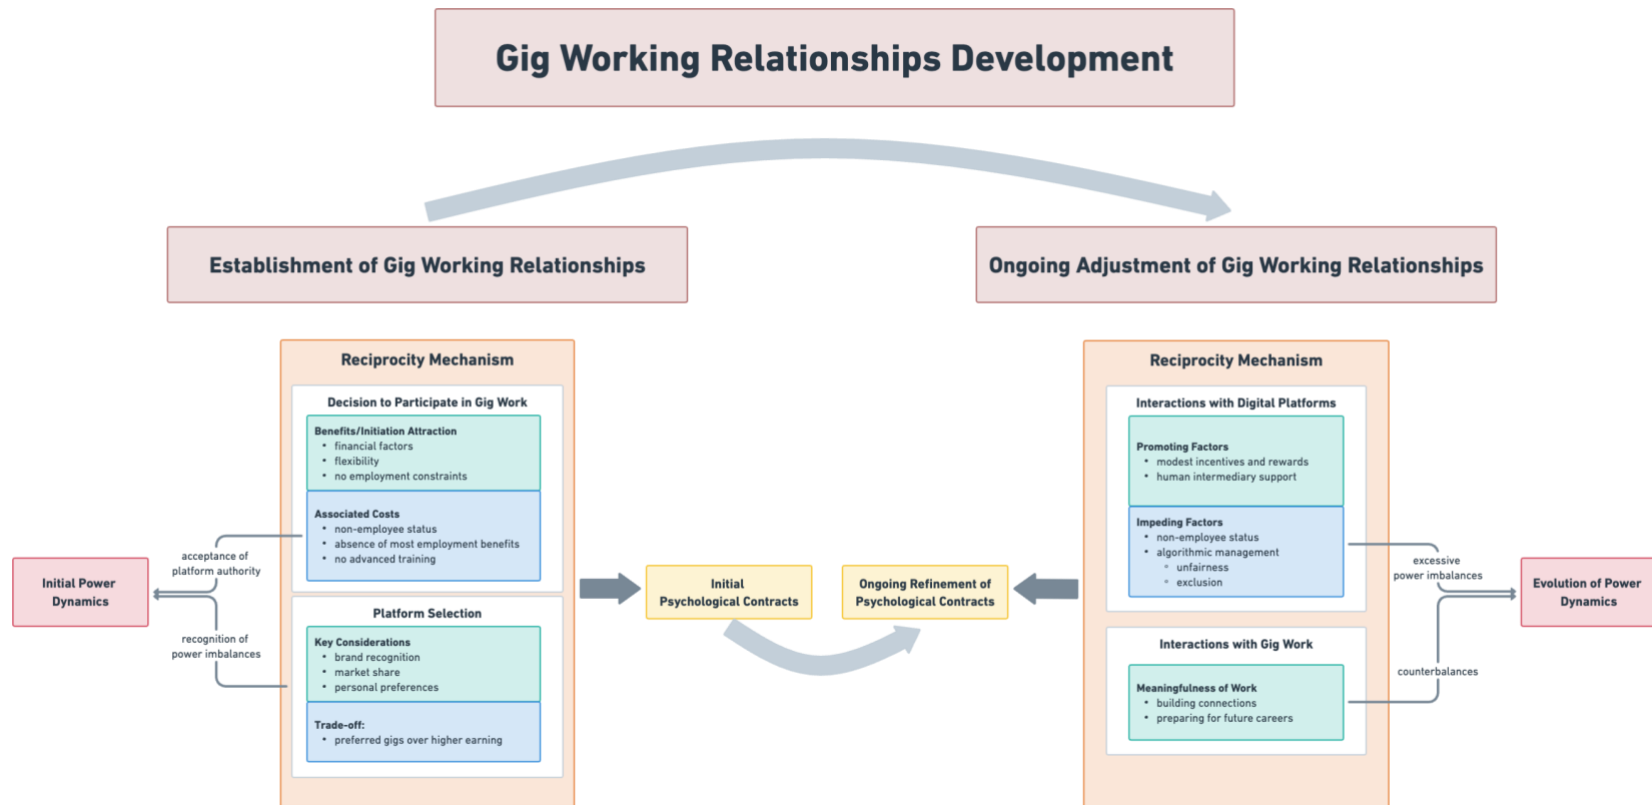 Gig Working Relationships Development
Establishment of Gig Working Relationships
Ongoing Adjustment of Gig Working Relationships
Reciprocity Mechanism
Decision to Participate in Gig Work
Benefits/Initiation Attraction
• financial factors
• flexibility
• no employment constraints
Associated Costs
• non-employee status
• absence of most employment benefits
• no advanced training
Platform Selection
Key Considerations
• brand recognition
• market share
• personal preferences
Trade-off:
• preferred gigs over higher earning
acceptance of
platform authority
Initial Power
Dynamics
recognition of
power imbalances
Initial
Psychological Contracts
Ongoing Refinement of
Psychological Contracts
Reciprocity Mechanism
Interactions with Digital Platforms
Promoting Factors
• modest incentives and rewards
• human intermediary support
Impeding Factors
• non-employee status
• algorithmic management
unfairness
exclusion
Interactions with Gig Work
Meaningfulness of Work
• building connections
• preparing for future careers
excessive
power imbalances
Evolution of Power
Dynamics
counterbalances